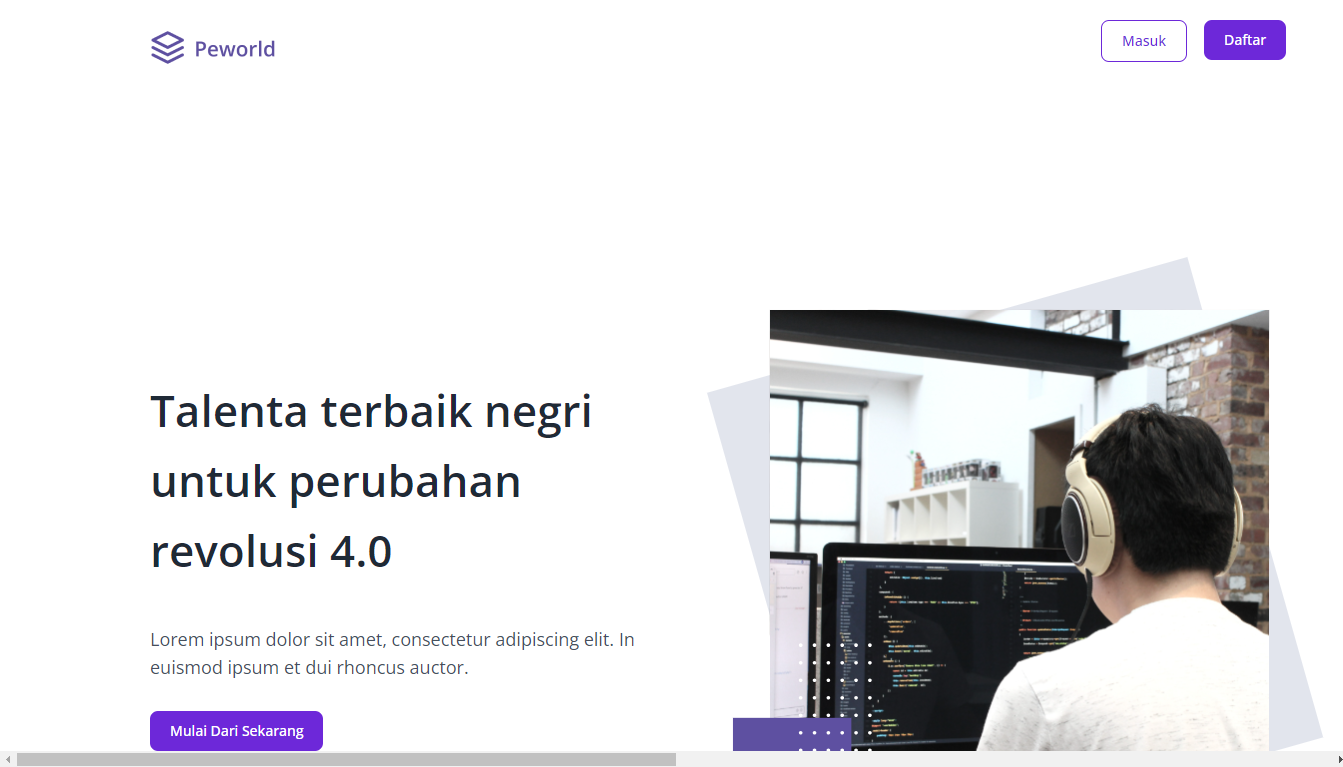 Peworld
Masuk
Daftar
Talenta terbaik negri
untuk perubahan
revolusi 4.0
Lorem ipsum dolor sit amet, consectetur adipiscing elit. In
euismod ipsum et dui rhoncus auctor.
Mulai Dari Sekarang